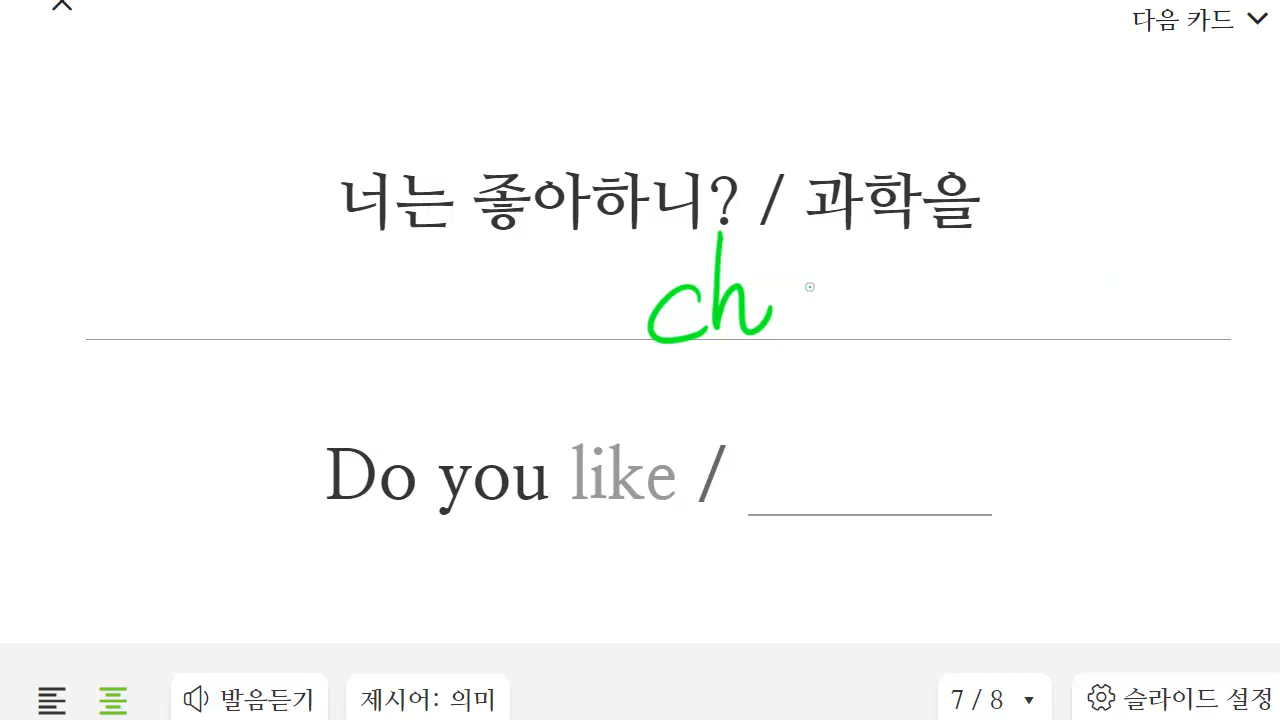 다음 카드
너는 좋아하니? / 과학을
ch
Do you like /
발음듣기
제시어: 의미
7 / 8
슬라이드 설정